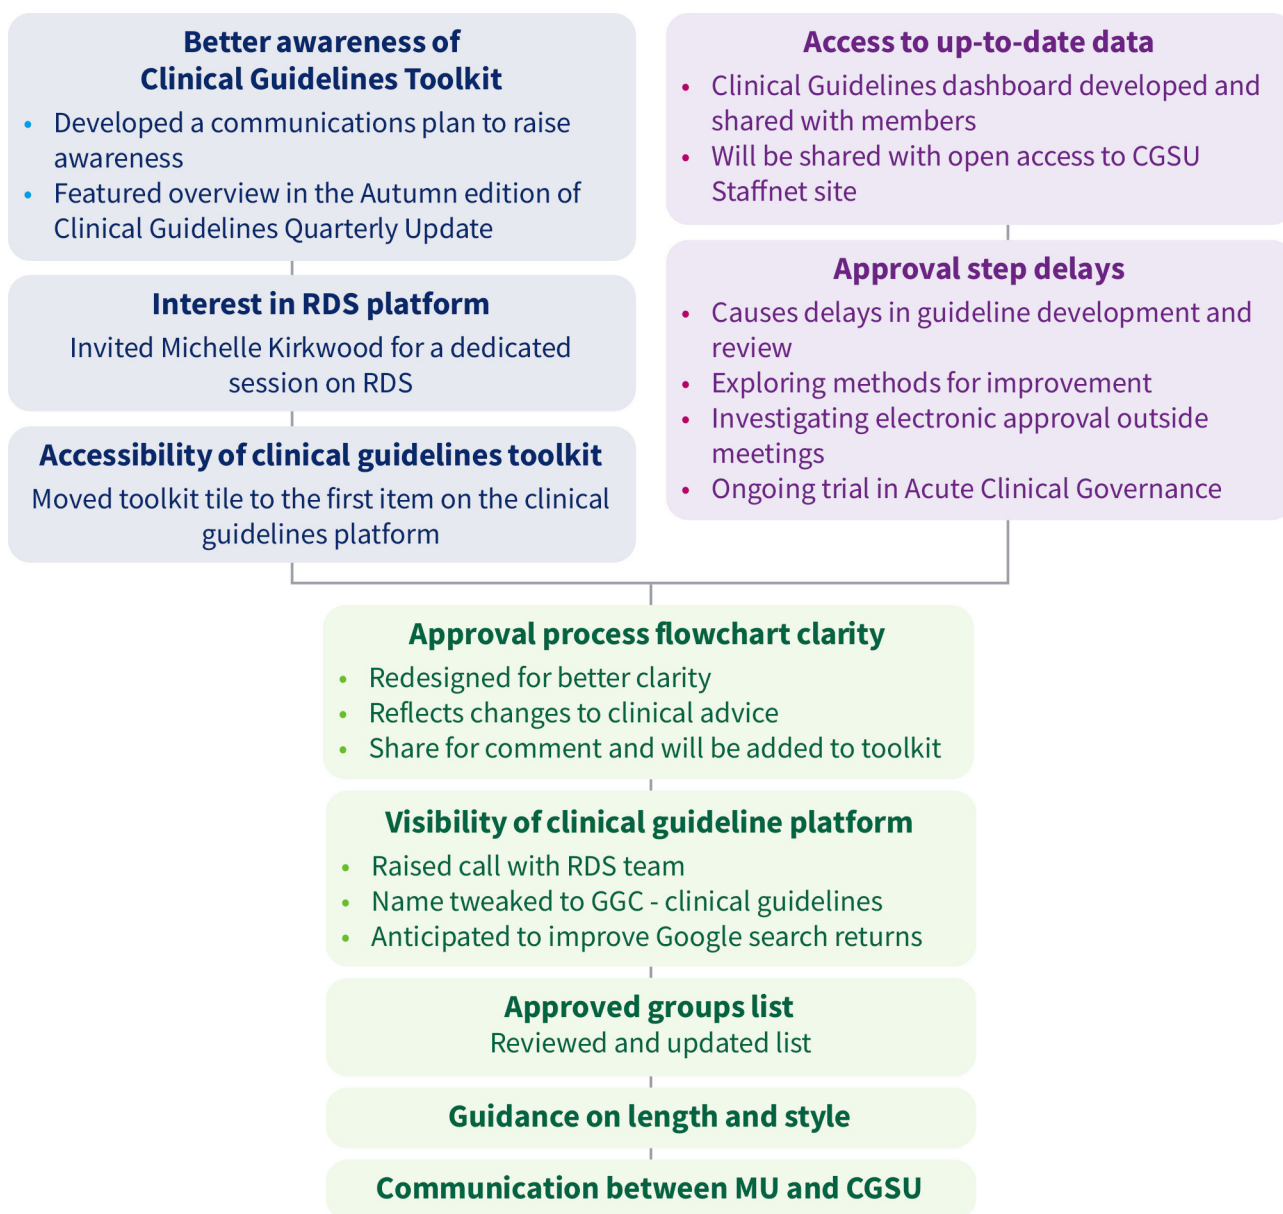 Better awareness of
Clinical Guidelines Toolkit
• Developed a communications plan to raise
awareness
• Featured overview in the Autumn edition of
Clinical Guidelines Quarterly Update
Interest in RDS platform
Invited Michelle Kirkwood for a dedicated
session on RDS
Accessibility of clinical guidelines toolkit
Moved toolkit tile to the first item on the clinical
guidelines platform
Access to up-to-date data
• Clinical Guidelines dashboard developed and
shared with members
• Will be shared with open access to CGSU
Staffnet site
Approval step delays
• Causes delays in guideline development and
review
• Exploring methods for improvement
• Investigating electronic approval outside
meetings
• Ongoing trial in Acute Clinical Governance
Approval process flowchart clarity
• Redesigned for better clarity
• Reflects changes to clinical advice
• Share for comment and will be added to toolkit
Visibility of clinical guideline platform
• Raised call with RDS team
• Name tweaked to GGC - clinical guidelines
• Anticipated to improve Google search returns
Approved groups list
Reviewed and updated list
Guidance on length and style
Communication between MU and CGSU